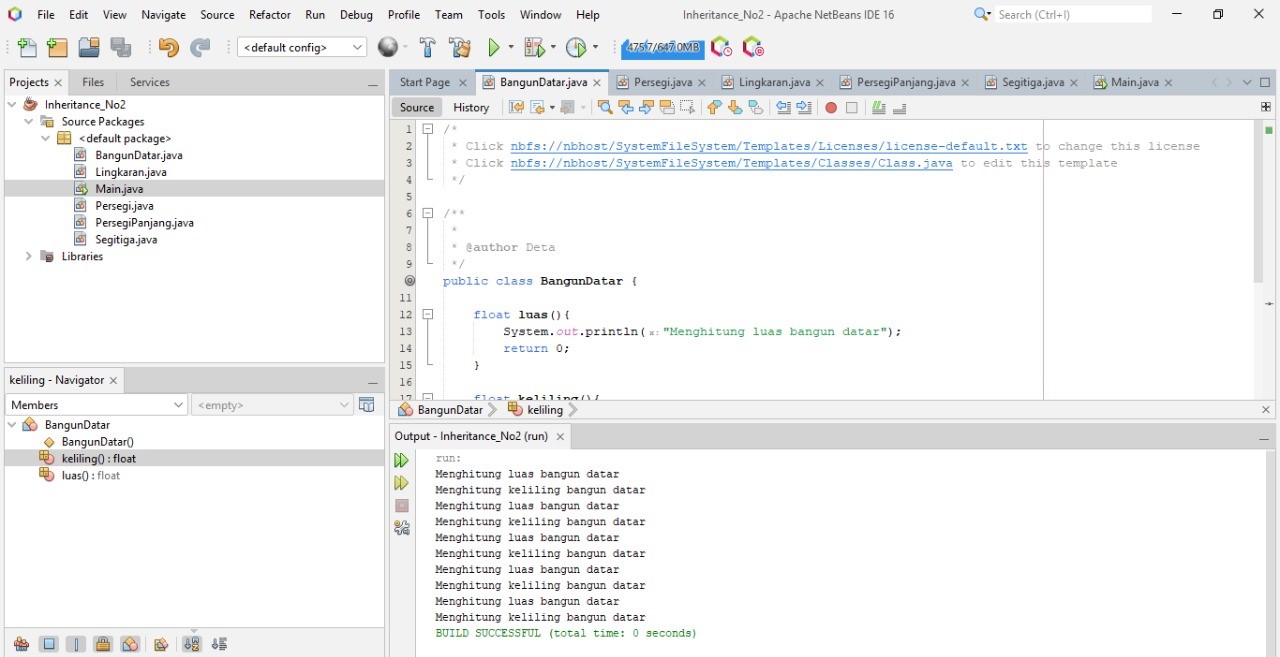 File Edit View Navigate Source Refactor Run Debug Profile Team Tools Window Help Inheritance_No2 - Apache NetBeans IDE 16 Search (Ctrl+I)
<default config> 475.7/647.0MB
Projects Files Services
Inheritance_No2
Source Packages
<default package>
BangunDatar.java
Lingkaran.java
Main.java
Persegi.java
PersegiPanjang.java
Segitiga.java
Libraries
keliling - Navigator
Members <empty>
BangunDatar
BangunDatar()
keliling() : float
luas() : float
Start Page BangunDatar.java Persegi.java Lingkaran.java PersegiPanjang.java Segitiga.java Main.java
Source History
1 /*
2 * Click nbfs://nbhost/SystemFileSystem/Templates/Licenses/license-default.txt to change this license
3 * Click nbfs://nbhost/SystemFileSystem/Templates/Classes/Class.java to edit this template
4 */
5
6 /**
7 *
8 * @author Deta
9 */
public class BangunDatar {
11
12 float luas(){
13 System.out.println(x: "Menghitung luas bangun datar");
14 return 0;
15 }
16
17 float keliling(){
BangunDatar keliling
Output - Inheritance_No2 (run)
run:
Menghitung luas bangun datar
Menghitung keliling bangun datar
Menghitung luas bangun datar
Menghitung keliling bangun datar
Menghitung luas bangun datar
Menghitung keliling bangun datar
Menghitung luas bangun datar
Menghitung keliling bangun datar
Menghitung luas bangun datar
Menghitung keliling bangun datar
BUILD SUCCESSFUL (total time: 0 seconds)